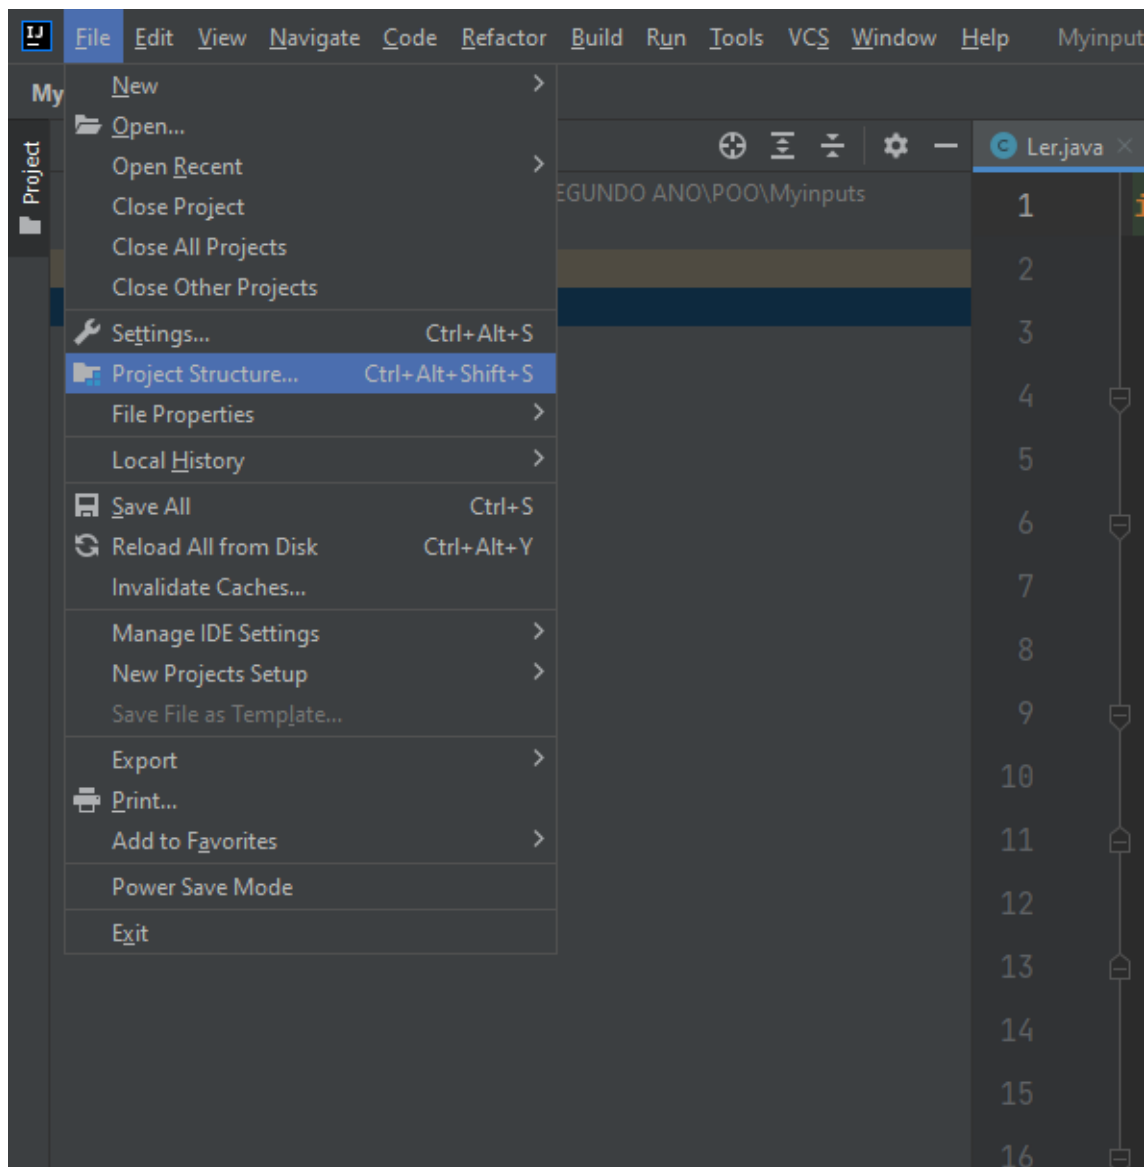 IJ File Edit View Navigate Code Refactor Build Run Tools VCS Window Help Myinput
My
Project
New
Open...
Open Recent
Close Project
Close All Projects
Close Other Projects
Settings... Ctrl+Alt+S
Project Structure... Ctrl+Alt+Shift+S
File Properties
Local History
Save All Ctrl+S
Reload All from Disk Ctrl+Alt+Y
Invalidate Caches...
Manage IDE Settings
New Projects Setup
Save File as Template...
Export
Print...
Add to Favorites
Power Save Mode
Exit
EGUNDO ANO\POO\Myinputs
C Ler.java
1 i
2
3
4
5
6
7
8
9
10
11
12
13
14
15
16